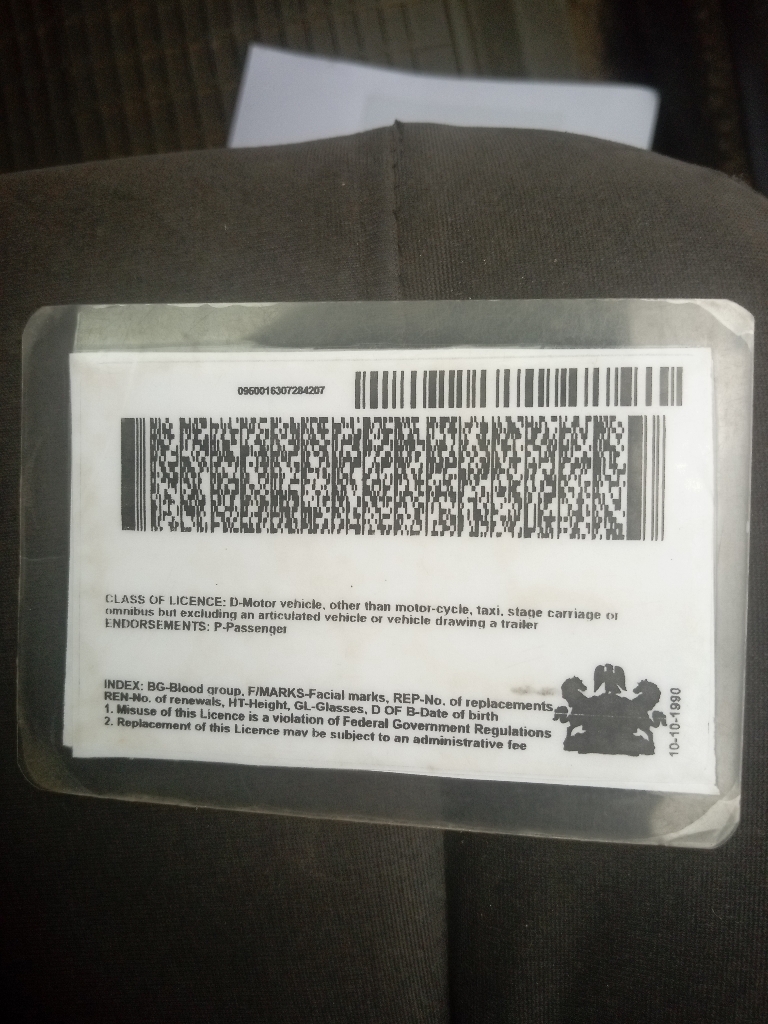 0960016307284207
CLASS OF LICENCE: D-Motor vehicle, other than motor-cycle, taxi, stage carriage or
omnibus but excluding an articulated vehicle or vehicle drawing a trailer
ENDORSEMENTS: P-Passenger
INDEX: BG-Blood group, F/MARKS-Facial marks, REP-No. of replacements
REN-No. of renewals, HT-Height, GL-Glasses, D OF B-Date of birth
1. Misuse of this Licence is a violation of Federal Government Regulations
2. Replacement of this Licence may be subject to an administrative fee
10-10-1990